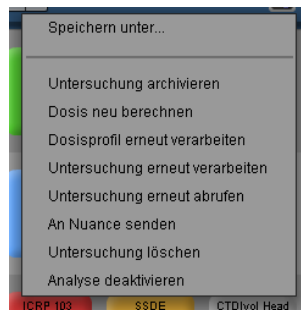 Speichern unter...
Untersuchung archivieren
Dosis neu berechnen
Dosisprofil erneut verarbeiten
Untersuchung erneut verarbeiten
Untersuchung erneut abrufen
An Nuance senden
Untersuchung löschen
Analyse deaktivieren
ICRP 103 SSDE CTDIvol Head